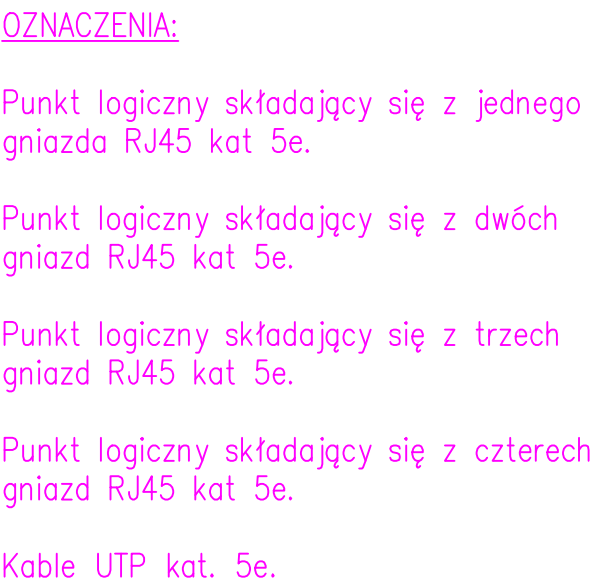 OZNACZENIA:
Punkt logiczny składający się z jednego
gniazda RJ45 kat 5e.
Punkt logiczny składający się z dwóch
gniazd RJ45 kat 5e.
Punkt logiczny składający się z trzech
gniazd RJ45 kat 5e.
Punkt logiczny składający się z czterech
gniazd RJ45 kat 5e.
Kable UTP kat. 5e.